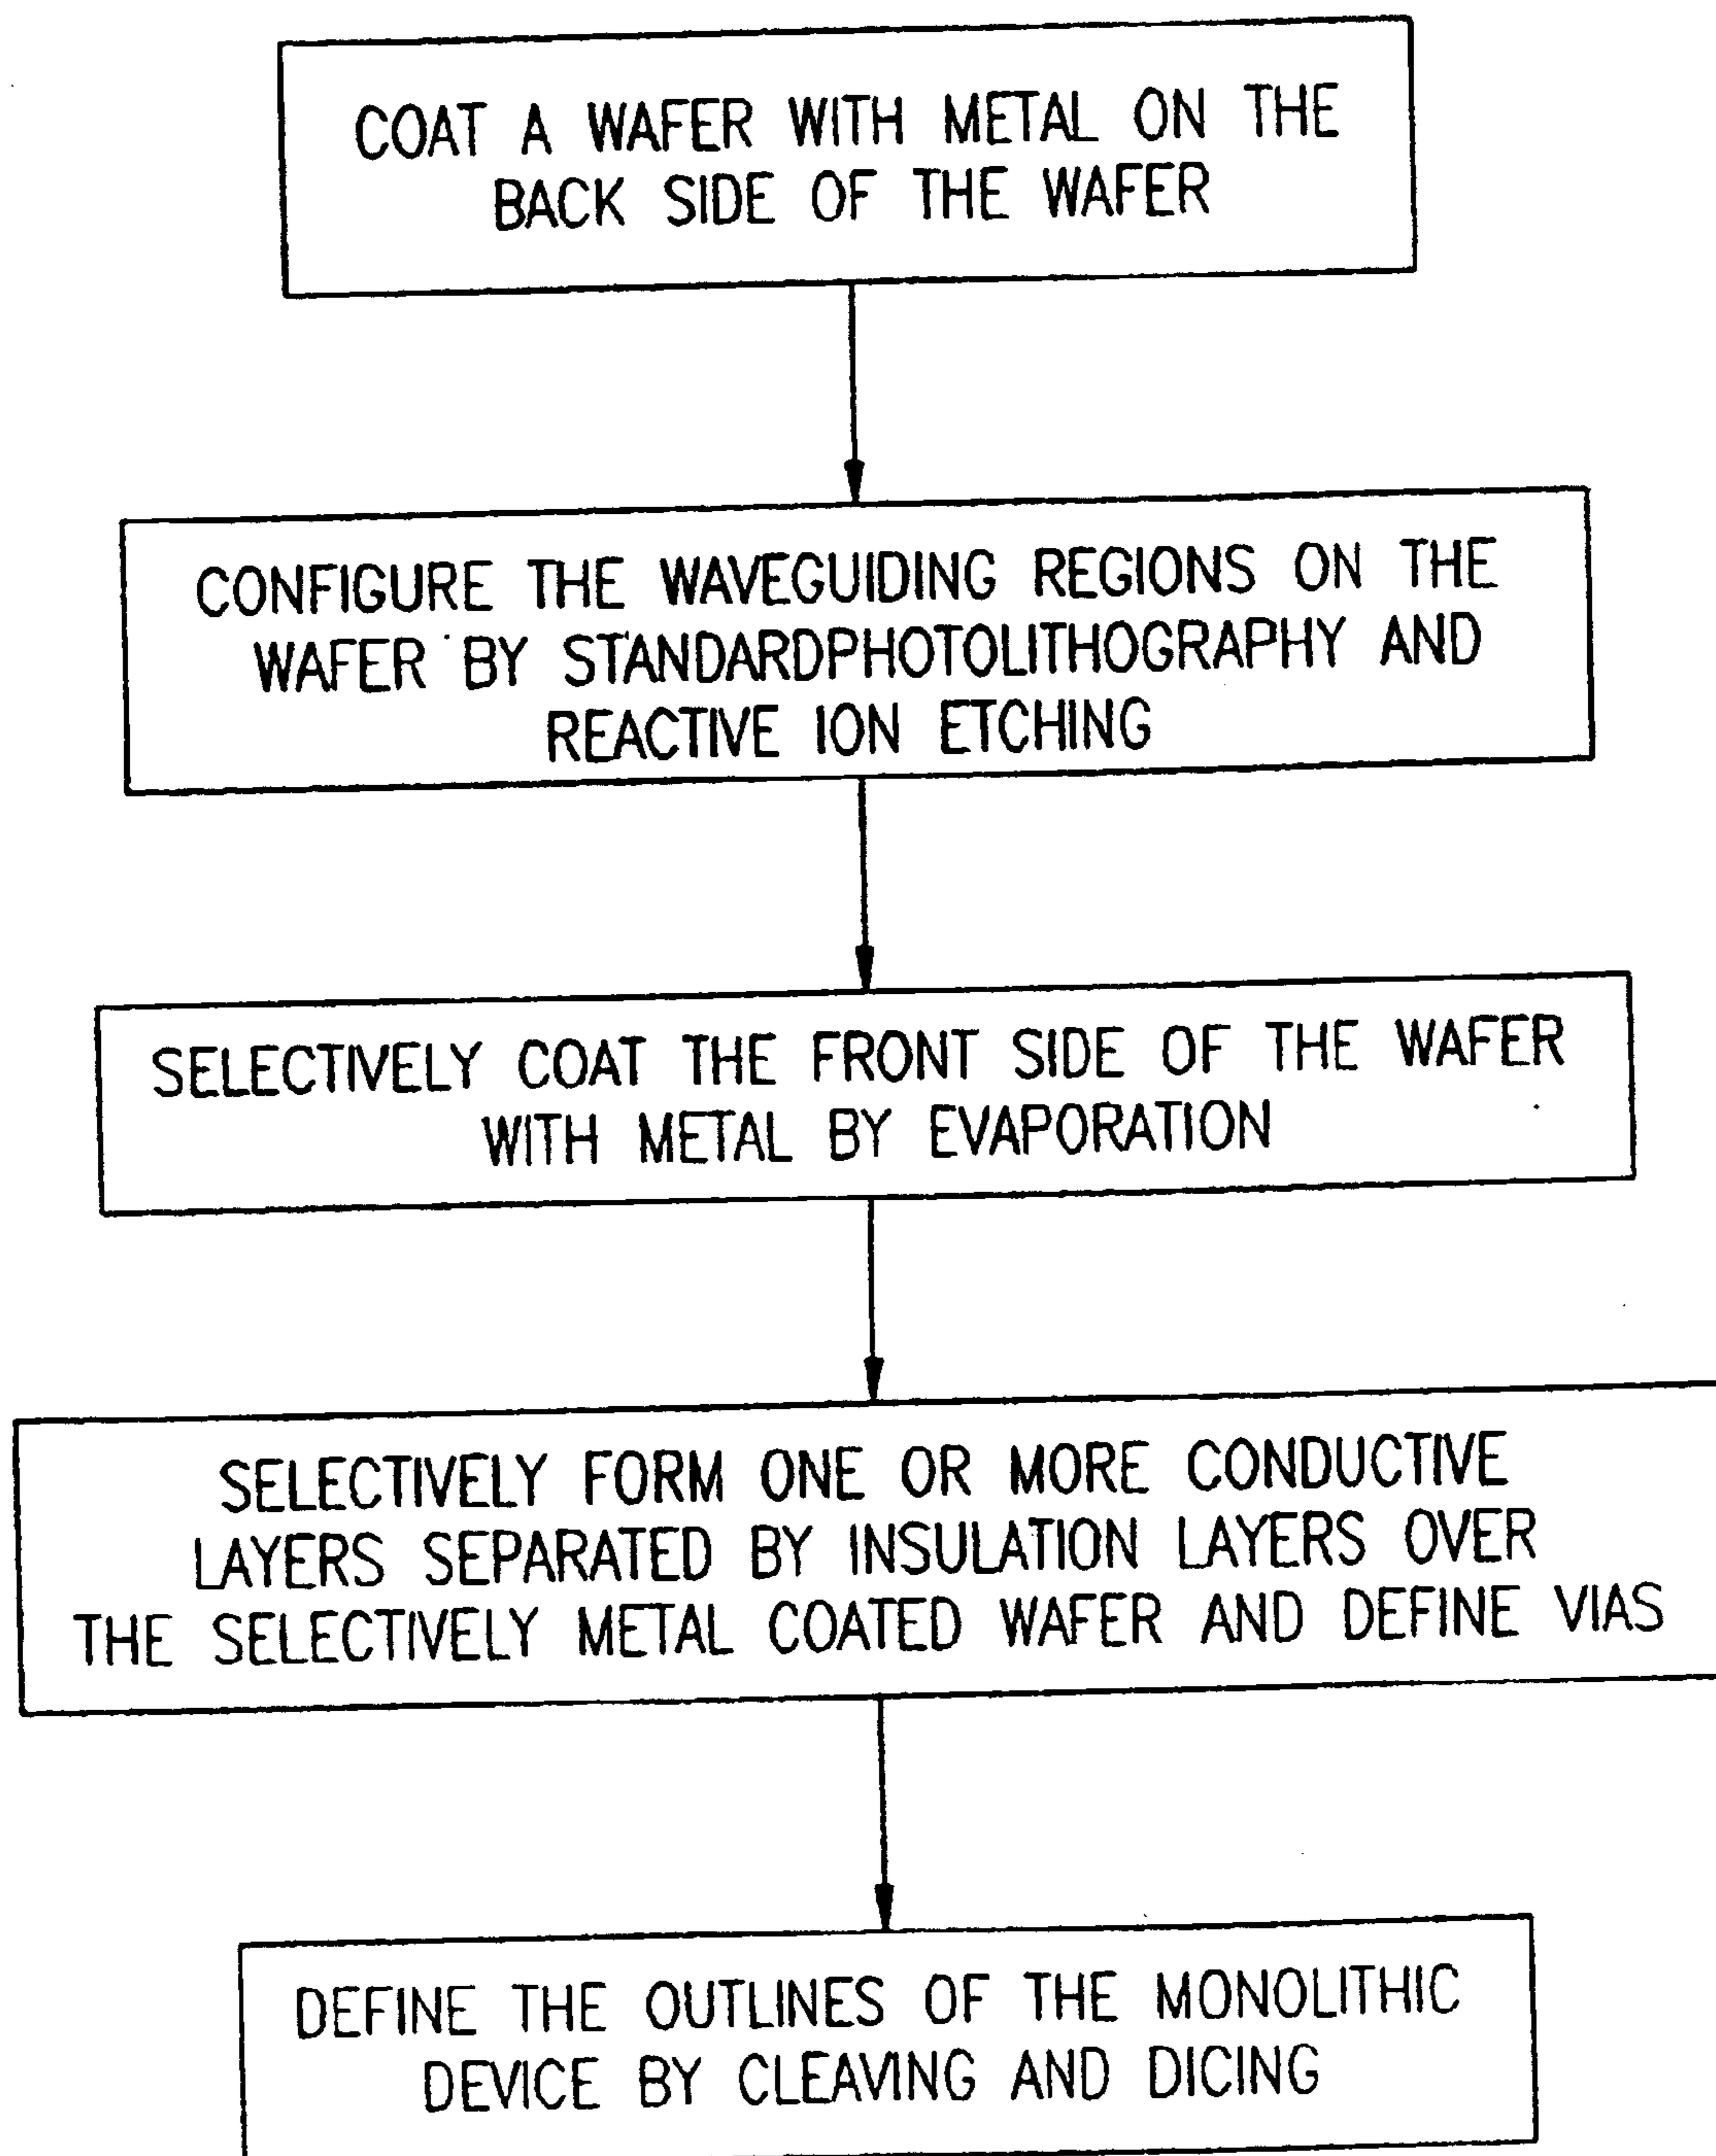 COAT A WAFER WITH METAL ON THE
BACK SIDE OF THE WAFER
CONFIGURE THE WAVEGUIDING REGIONS ON THE
WAFER BY STANDARDPHOTOLITHOGRAPHY AND
REACTIVE ION ETCHING
SELECTIVELY COAT THE FRONT SIDE OF THE WAFER
WITH METAL BY EVAPORATION
SELECTIVELY FORM ONE OR MORE CONDUCTIVE
LAYERS SEPARATED BY INSULATION LAYERS OVER
THE SELECTIVELY METAL COATED WAFER AND DEFINE VIAS
DEFINE THE OUTLINES OF THE MONOLITHIC
DEVICE BY CLEAVING AND DICING